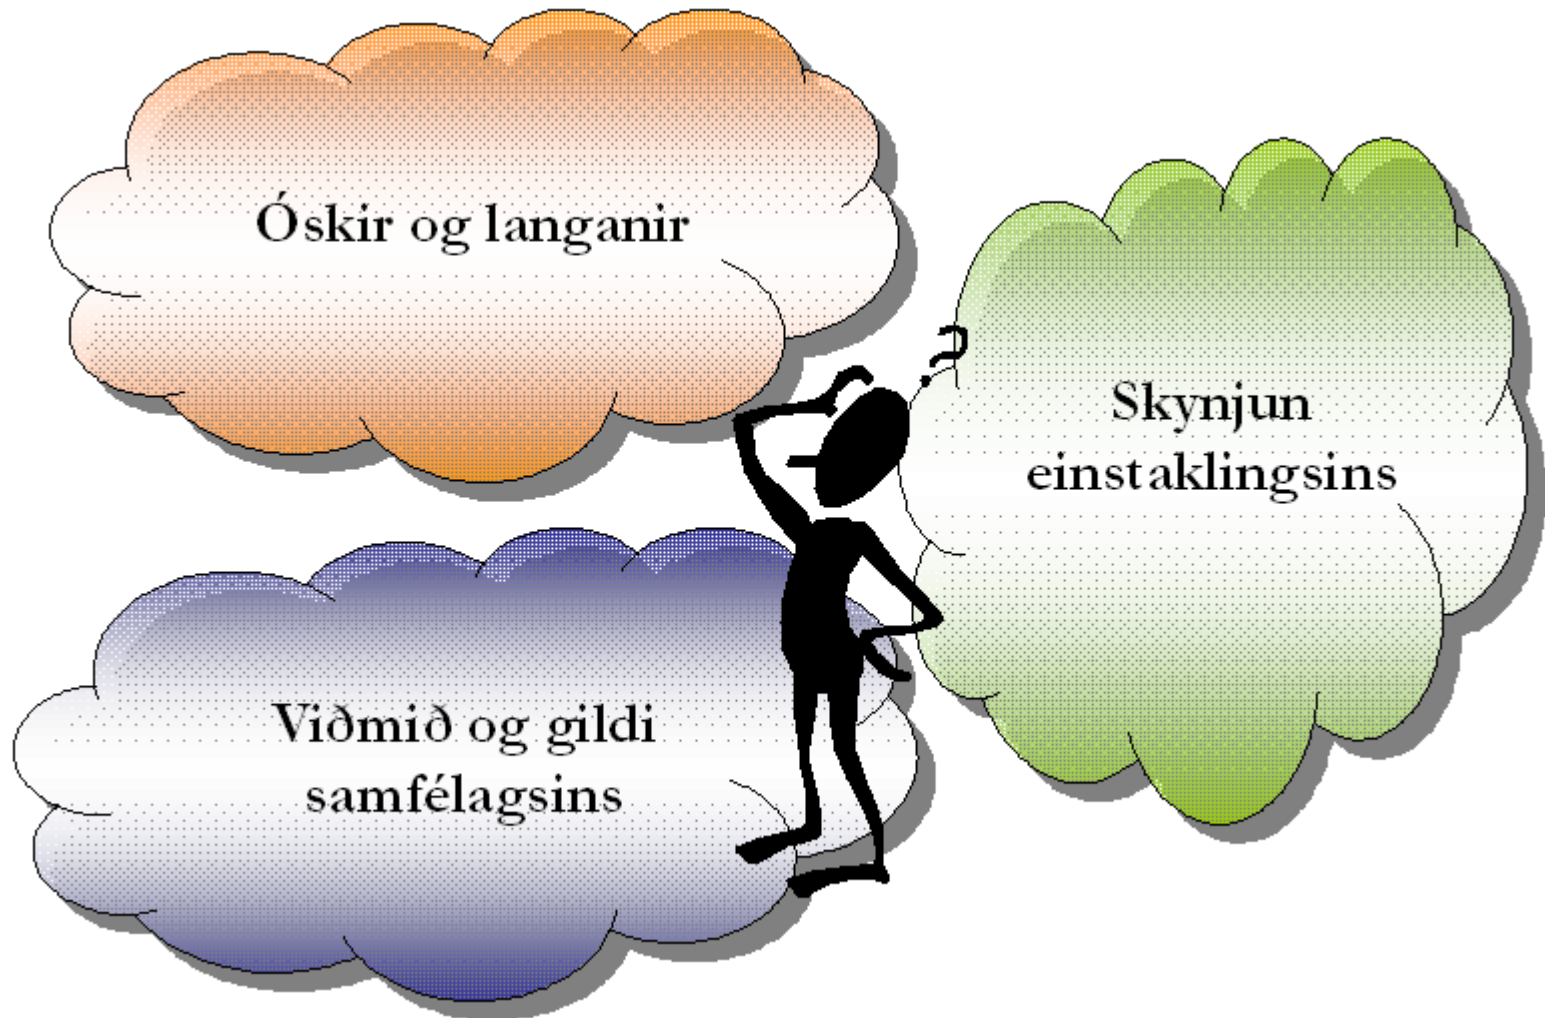 Óskir og langanir
Skynjun
einstaklingsins
Viðmið og gildi
samfélagsins
?